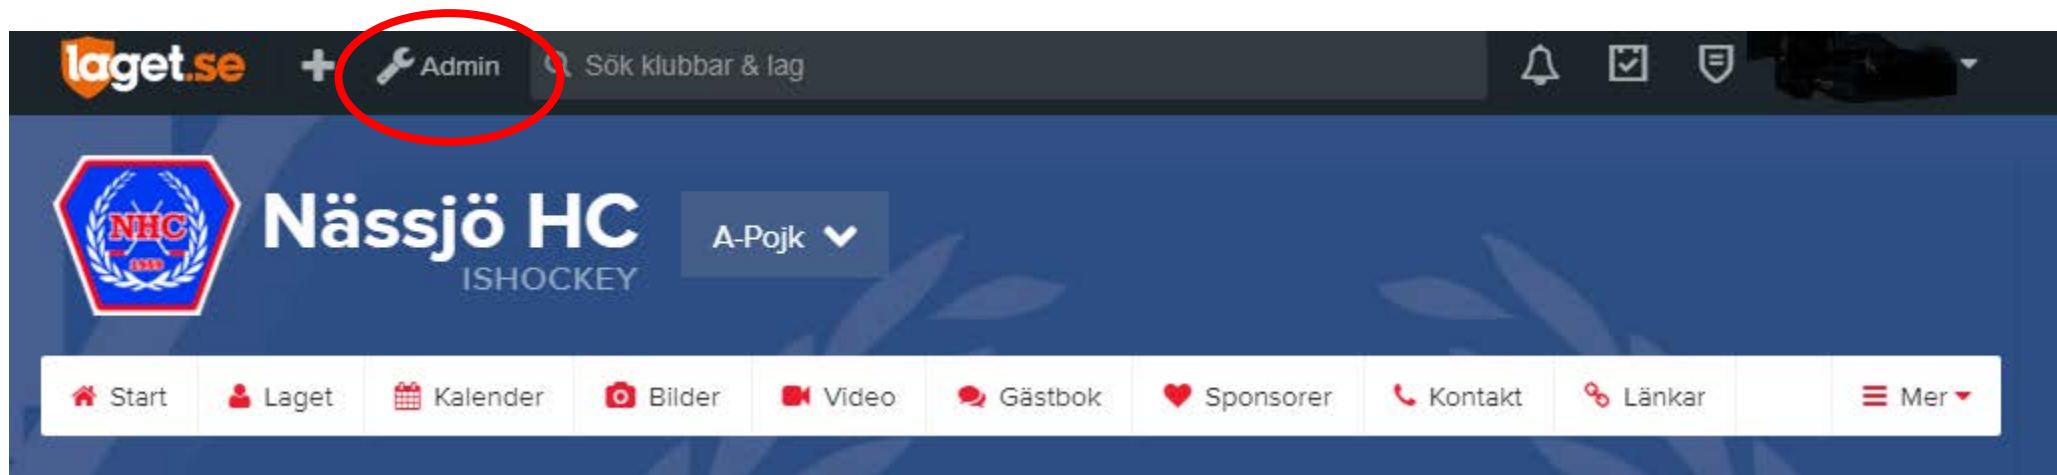 laget.se Admin Sök klubbar & lag
NHC
1959
Nässjö HC A-Pojk
ISHOCKEY
Start Laget Kalender Bilder Video Gästbok Sponsorer Kontakt Länkar Mer